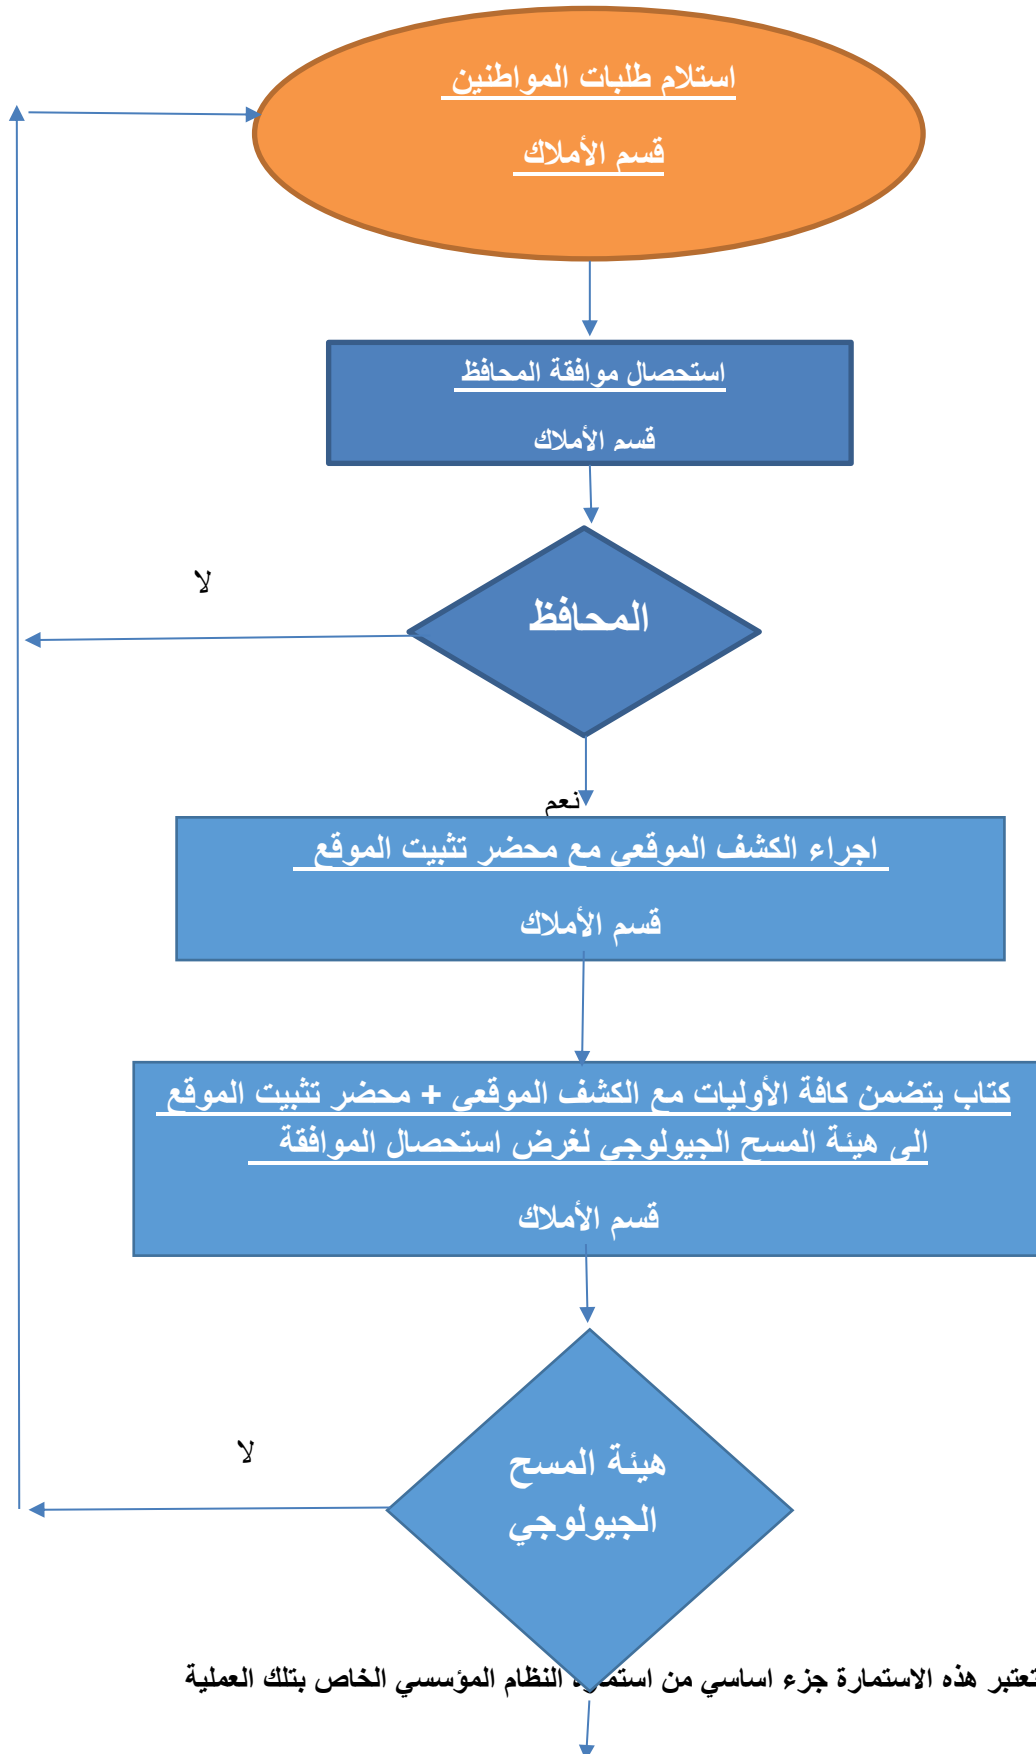 استلام طلبات المواطنين
قسم الأملاك
استحصال موافقة المحافظ
قسم الأملاك
المحافظ
لا
نعم
اجراء الكشف الموقعي مع محضر تثبيت الموقع
قسم الأملاك
كتاب يتضمن كافة الأوليات مع الكشف الموقعي + محضر تثبيت الموقع
الى هيئة المسح الجيولوجي لغرض استحصال الموافقة
قسم الأملاك
لا
هيئة المسح
الجيولوجي
تعتبر هذه الاستمارة جزء اساسي من استمارة النظام المؤسسي الخاص بتلك العملية